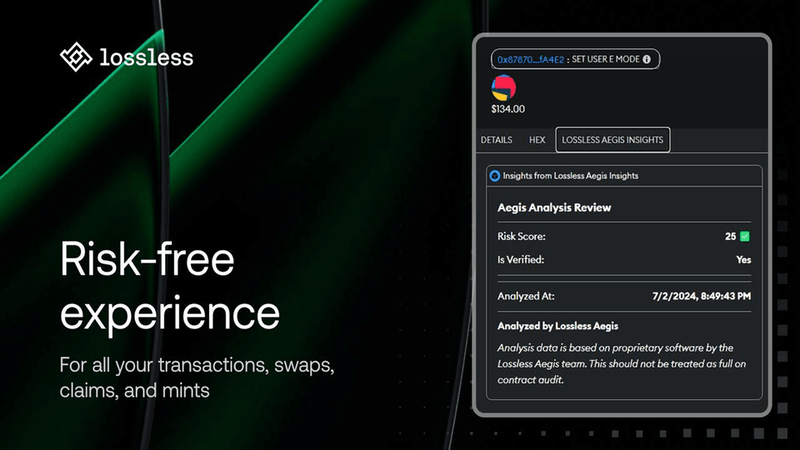 lossless
Risk-free
experience
For all your transactions, swaps,
claims, and mints
0x87870...fA4E2 : SET USER E MODE
$134.00
DETAILS HEX LOSSLESS AEGIS INSIGHTS
Insights from Lossless Aegis Insights
Aegis Analysis Review
Risk Score: 25
Is Verified: Yes
Analyzed At: 7/2/2024, 8:49:43 PM
Analyzed by Lossless Aegis
Analysis data is based on proprietary software by the
Lossless Aegis team. This should not be treated as full on
contract audit.